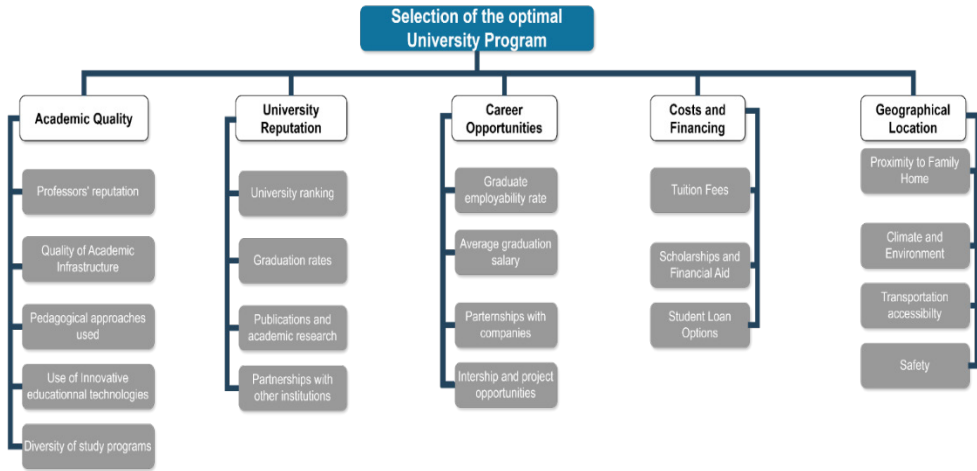 Selection of the optimal
University Program
Academic Quality
Professors' reputation
Quality of Academic
Infrastructure
Pedagogical approaches
used
Use of Innovative
educationnal technologies
Diversity of study programs
University
Reputation
University ranking
Graduation rates
Publications and
academic research
Partnerships with
other institutions
Career
Opportunities
Graduate
employability rate
Average graduation
salary
Parternships with
companies
Intership and project
opportunities
Costs and
Financing
Tuition Fees
Scholarships and
Financial Aid
Student Loan
Options
Geographical
Location
Proximity to Family
Home
Climate and
Environment
Transportation
accessibilty
Safety